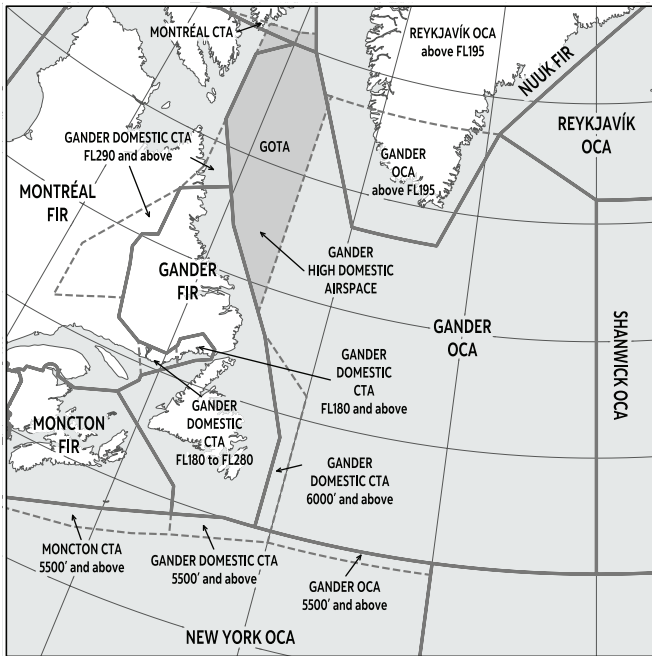 MONTRÉAL CTA
REYKJAVÍK OCA
above FL195
NUUK FIR
REYKJAVÍK
OCA
GANDER DOMESTIC CTA
FL290 and above
GOTA
GANDER
OCA
above FL195
MONTRÉAL
FIR
GANDER
HIGH DOMESTIC
AIRSPACE
GANDER
FIR
GANDER
OCA
SHANWICK OCA
GANDER
DOMESTIC
CTA
FL180 and above
GANDER
DOMESTIC
CTA
FL180 to FL280
MONCTON
FIR
GANDER
DOMESTIC CTA
6000' and above
MONCTON CTA
5500' and above
GANDER DOMESTIC CTA
5500' and above
GANDER OCA
5500' and above
NEW YORK OCA